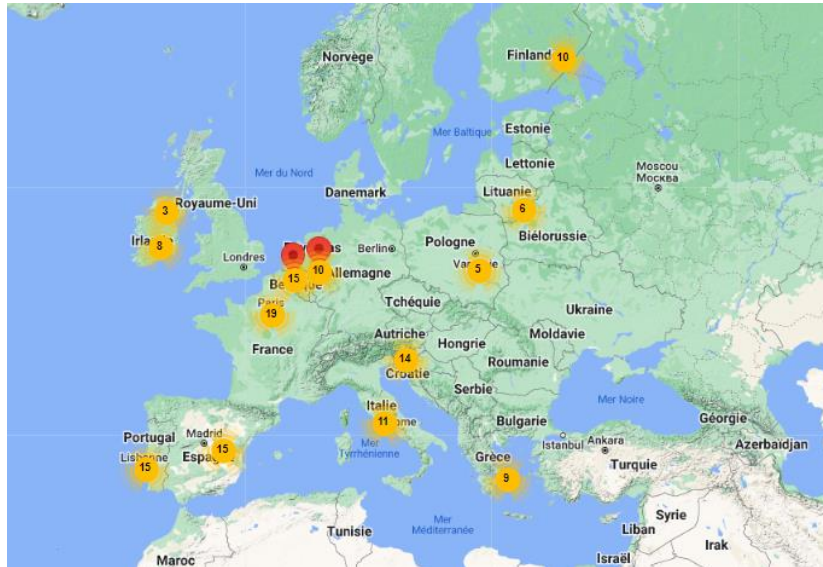 Norvège
Finland
10
Mer Baltique
Estonie
Lettonie
Moscou
Москва
Mer du Nord
Danemark
Lituanie
6
Royaume-Uni
3
8
Biélorussie
Londres
Berlin
Pologne
10
Allemagne
15
5
Paris
19
Tchéquie
Ukraine
France
Autriche
Hongrie
Moldavie
14
Croatie
Roumanie
Serbie
Italie
11
Mer Noire
Bulgarie
Géorgie
Portugal
Madrid
15
Mer
Tyrrhénienne
Istanbul
Ankara
Azerbaïdjan
Lisbonne
15
Grèce
9
Turquie
Mer
Méditerranée
Tunisie
Syrie
Liban
Irak
Israël
Maroc